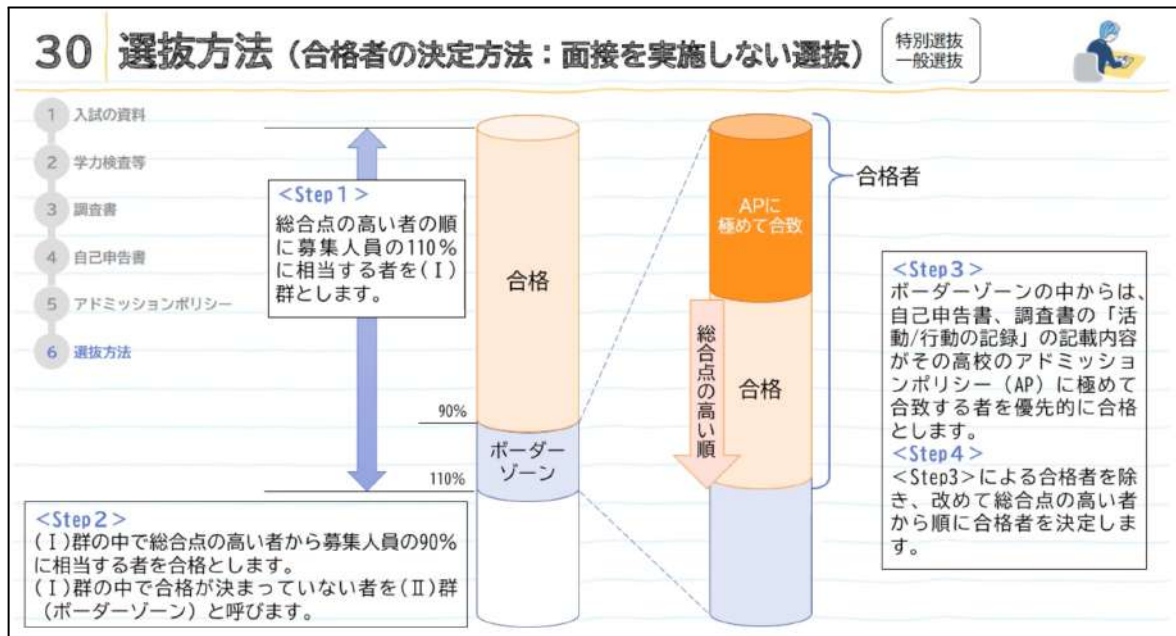 30 選抜方法（合格者の決定方法：面接を実施しない選抜）
特別選抜
一般選抜
1 入試の資料
2 学力検査等
3 調査書
4 自己申告書
5 アドミッションポリシー
6 選抜方法
<Step1>
総合点の高い者の順
に募集人員の110%
に相当する者を(Ⅰ)
群とします。
合格
90%
ボーダー
ゾーン
110%
<Step2>
(Ⅰ)群の中で総合点の高い者から募集人員の90%
に相当する者を合格とします。
(Ⅰ)群の中で合格が決まっていない者を(Ⅱ)群
（ボーダーゾーン）と呼びます。
APに
極めて合致
総合点の高い順
合格
合格者
<Step3>
ボーダーゾーンの中からは、
自己申告書、調査書の「活
動/行動の記録」の記載内容
がその高校のアドミッショ
ンポリシー（AP）に極めて
合致する者を優先的に合格
とします。
<Step4>
<Step3>による合格者を除
き、改めて総合点の高い者
から順に合格者を決定しま
す。